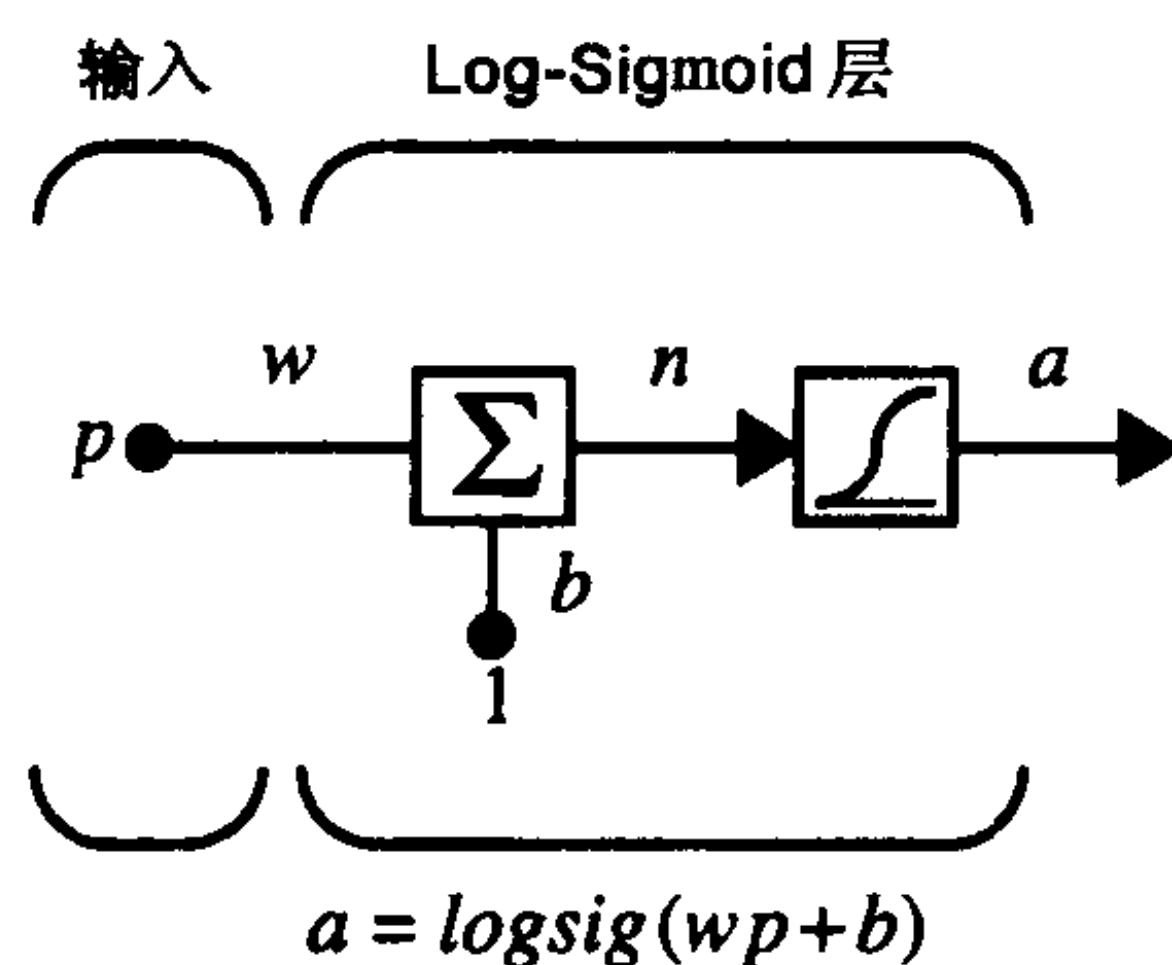 输入 Log-Sigmoid 层
w n a
p Σ
b
1
a = logsig(wp+b)